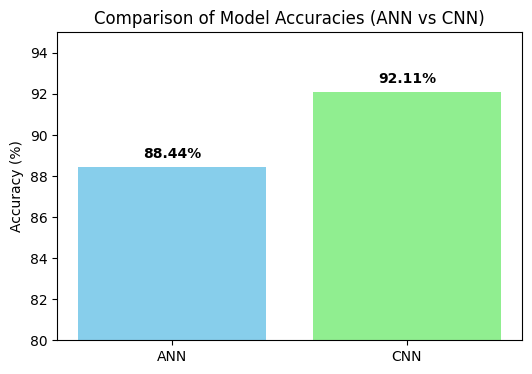 Comparison of Model Accuracies (ANN vs CNN)
Accuracy (%)
94
92
90
88
86
84
82
80
88.44%
92.11%
ANN
CNN